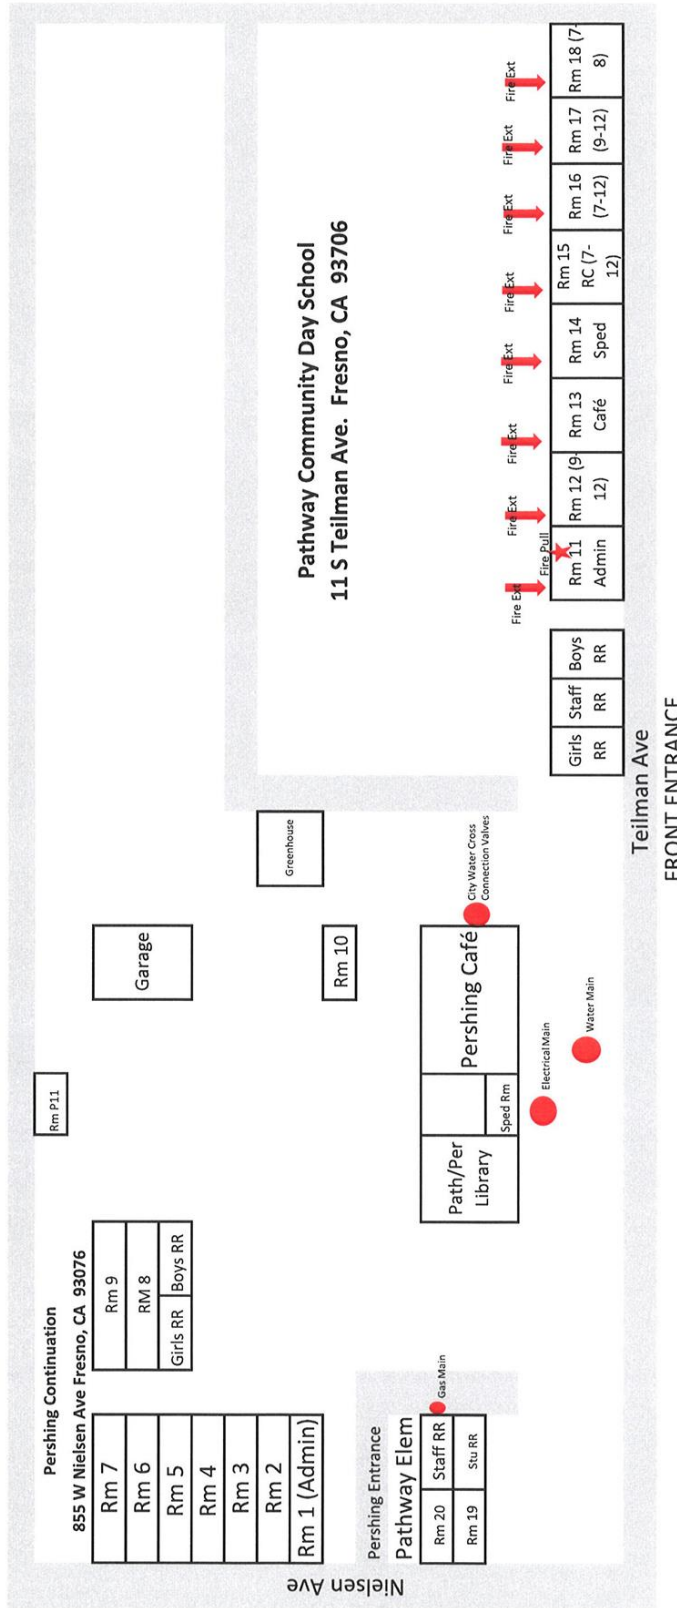 Pershing Continuation
855 W Nielsen Ave Fresno, CA  93076
Rm 7
Rm 6
Rm 5
Rm 4
Rm 3
Rm 2
Rm 1 (Admin)
Rm 9
RM 8
Girls RR
Boys RR
Rm P11
Garage
Rm 10
Greenhouse
Pathway Community Day School
11 S Teilman Ave.  Fresno, CA  93706
Nielsen Ave
Pershing Entrance
Pathway Elem
Rm 20
Staff RR
Rm 19
Stu RR
Gas Main
Path/Per
Library
Sped Rm
Pershing Café
City Water Cross
Connection Valves
Electrical Main
Water Main
Girls
RR
Staff
RR
Boys
RR
Fire Ext
Fire Pull
Fire Ext
Fire Ext
Fire Ext
Fire Ext
Fire Ext
Fire Ext
Fire Ext
Rm 11
Admin
Rm 12 (9-
12)
Rm 13
Café
Rm 14
Sped
Rm 15
RC (7-
12)
Rm 16
(7-12)
Rm 17
(9-12)
Rm 18 (7-
8)
Teilman Ave
FRONT ENTRANCE